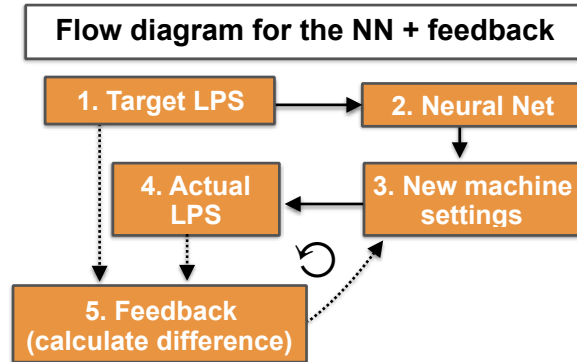 Flow diagram for the NN + feedback
1. Target LPS
2. Neural Net
4. Actual
LPS
3. New machine
settings
5. Feedback
(calculate difference)